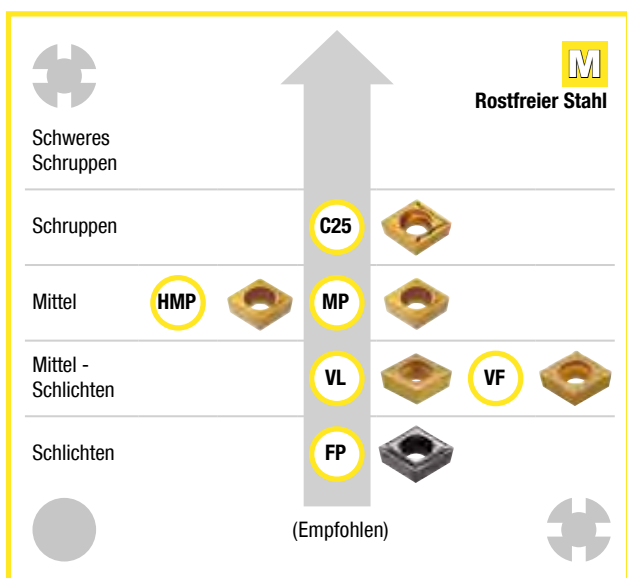 M
Rostfreier Stahl
Schweres
Schruppen
Schruppen
C25
Mittel
HMP
MP
Mittel -
Schlichten
VL
VF
Schlichten
FP
(Empfohlen)